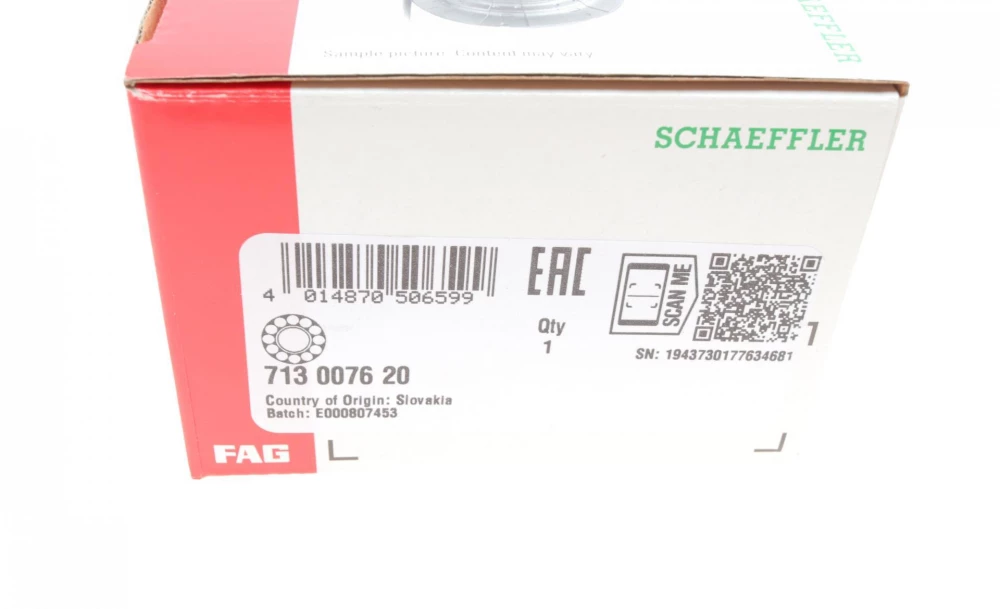 Sample picture. Content may vary.
SCHAEFFLER
SCHAEFFLER
4 014870 506599
EAC
SCAN ME
Qty
1
SN: 1943730177634681
713 0076 20
Country of Origin: Slovakia
Batch: E000807453
FAG